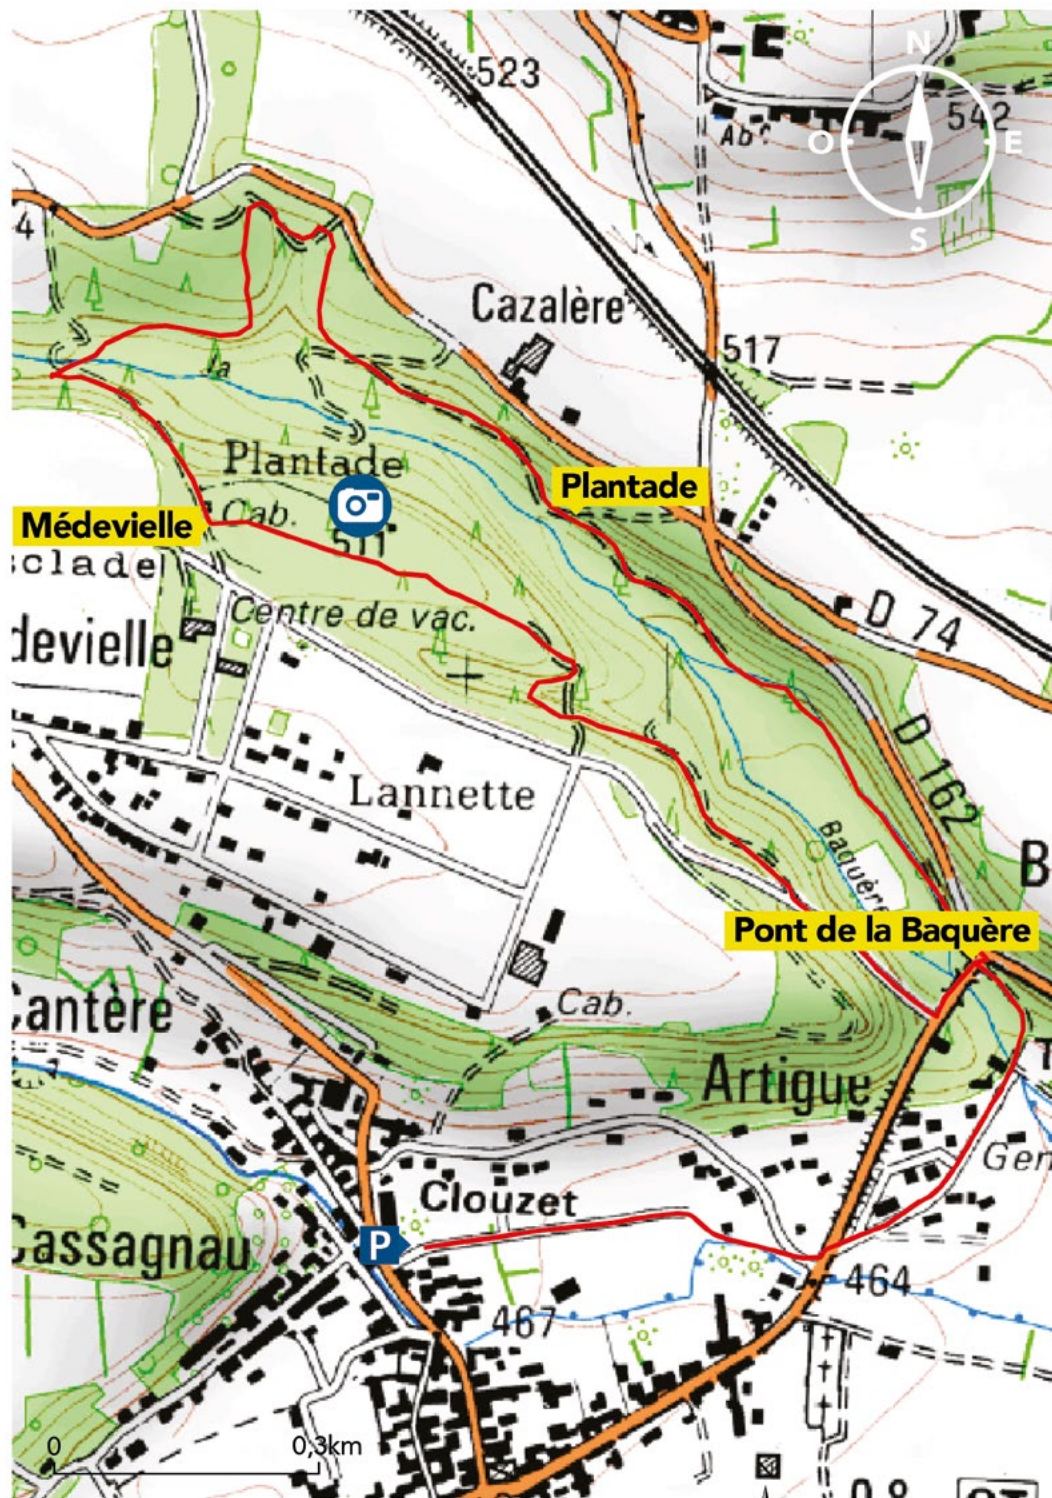 523
N
542
Abr.
O
E
S
4
Cazalère
517
la
Plantade
Plantade
Cab.
Médevielle
511
sclade
Centre de vac.
D 74
devielle
D 162
Lannette
Baquère
B
Pont de la Baquère
Cantère
Cab.
Artigue
T
Gen
Clouzet
P
Cassagnau
464
467
0
0,3km